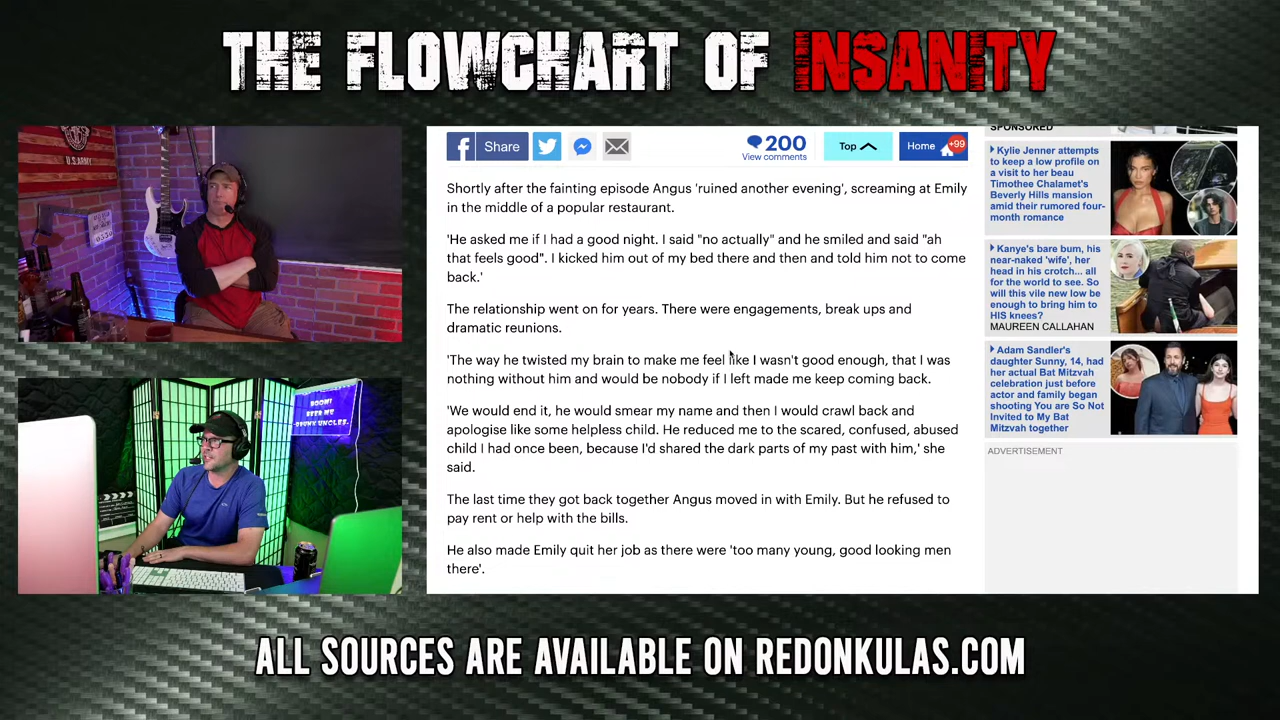 THE FLOWCHART OF INSANITY
U.S. ARMY
BOOM!
BEER ME
DRUNK UNCLES.
f Share
200
View comments
Top
Home
+99
Shortly after the fainting episode Angus 'ruined another evening', screaming at Emily
in the middle of a popular restaurant.
'He asked me if I had a good night. I said "no actually" and he smiled and said "ah
that feels good". I kicked him out of my bed there and then and told him not to come
back.'
The relationship went on for years. There were engagements, break ups and
dramatic reunions.
'The way he twisted my brain to make me feel like I wasn't good enough, that I was
nothing without him and would be nobody if I left made me keep coming back.
'We would end it, he would smear my name and then I would crawl back and
apologise like some helpless child. He reduced me to the scared, confused, abused
child I had once been, because I'd shared the dark parts of my past with him,' she
said.
The last time they got back together Angus moved in with Emily. But he refused to
pay rent or help with the bills.
He also made Emily quit her job as there were 'too many young, good looking men
there'.
SPONSORED
Kylie Jenner attempts
to keep a low profile on
a visit to her beau
Timothee Chalamet's
Beverly Hills mansion
amid their rumored four-
month romance
Kanye's bare bum, his
near-naked 'wife', her
head in his crotch... all
for the world to see. So
will this vile new low be
enough to bring him to
HIS knees?
MAUREEN CALLAHAN
Adam Sandler's
daughter Sunny, 14, had
her actual Bat Mitzvah
celebration just before
actor and family began
shooting You are So Not
Invited to My Bat
Mitzvah together
ADVERTISEMENT
ALL SOURCES ARE AVAILABLE ON REDONKULAS.COM